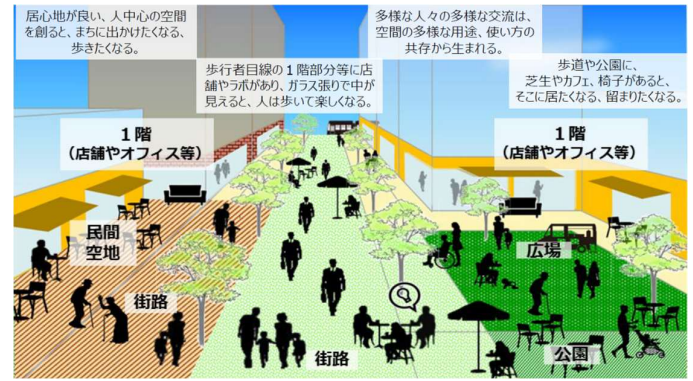 居心地が良い、人中心の空間
を創ると、まちに出かけたくなる、
歩きたくなる。
多様な人々の多様な交流は、
空間の多様な用途、使い方の
共存から生まれる。
歩行者目線の１階部分等に店
舗やラボがあり、ガラス張りで中が
見えると、人は歩いて楽しくなる。
歩道や公園に、
芝生やカフェ、椅子があると、
そこに居たくなる、留まりたくなる。
１階
（店舗やオフィス等）
１階
（店舗やオフィス等）
民間
空地
広場
街路
街路
公園